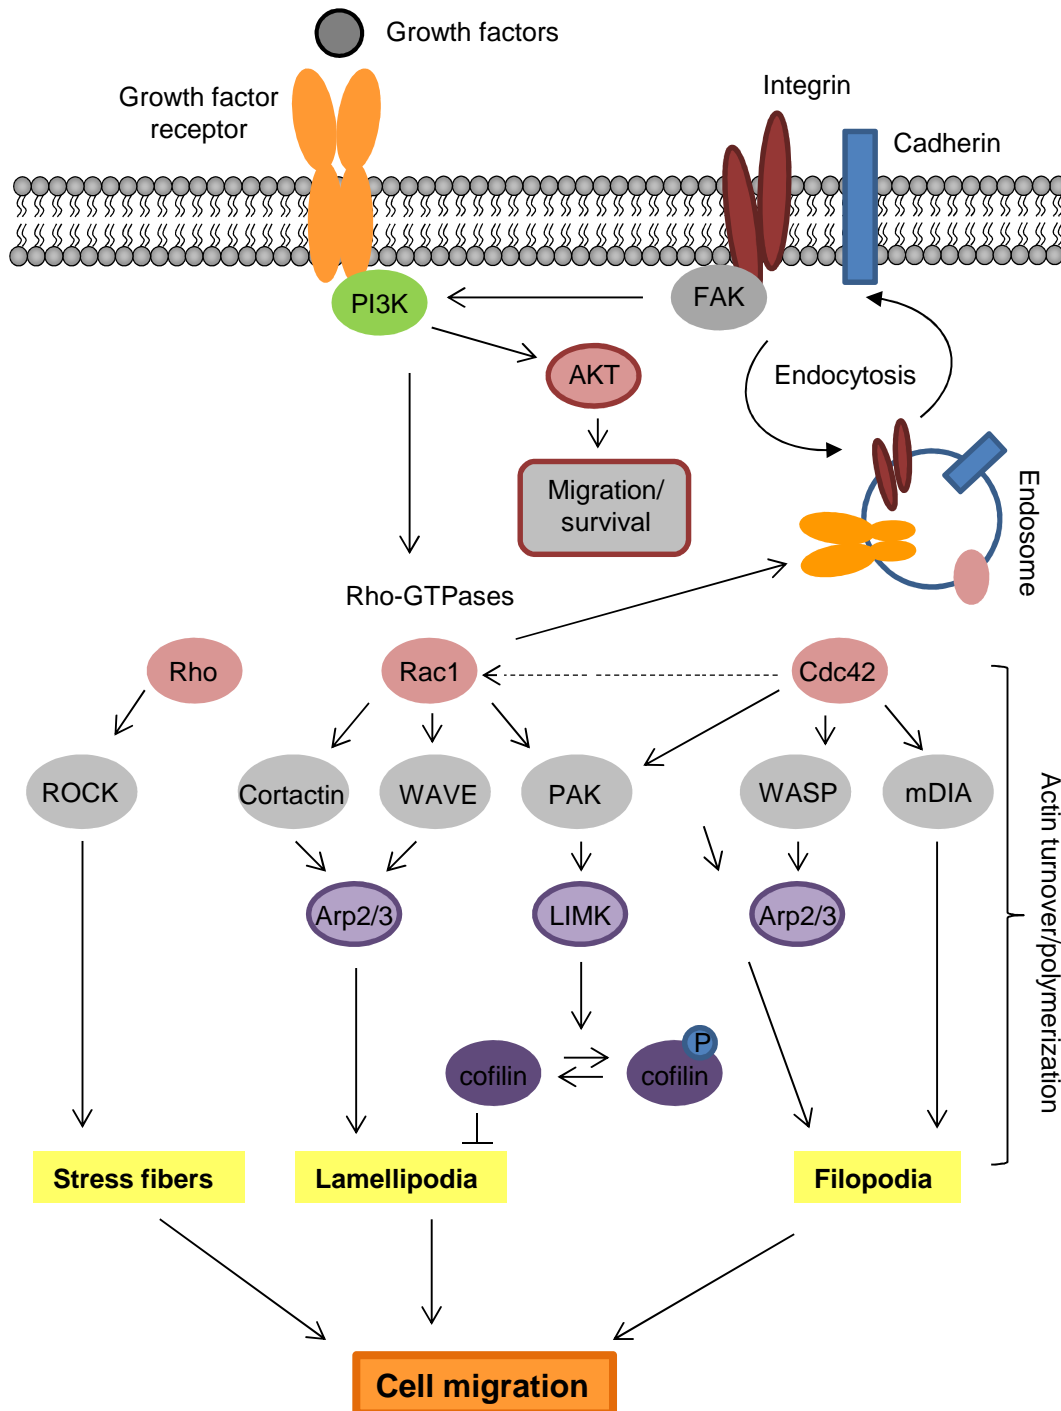 Growth factors
Growth factor
receptor
Integrin
Cadherin
PI3K
FAK
AKT
Endocytosis
Migration/
survival
Endosome
Rho-GTPases
Rho
Rac1
Cdc42
ROCK
Cortactin
WAVE
PAK
WASP
mDIA
Actin turnover/polymerization
Arp2/3
LIMK
Arp2/3
P
cofilin
cofilin
Stress fibers
Lamellipodia
Filopodia
Cell migration